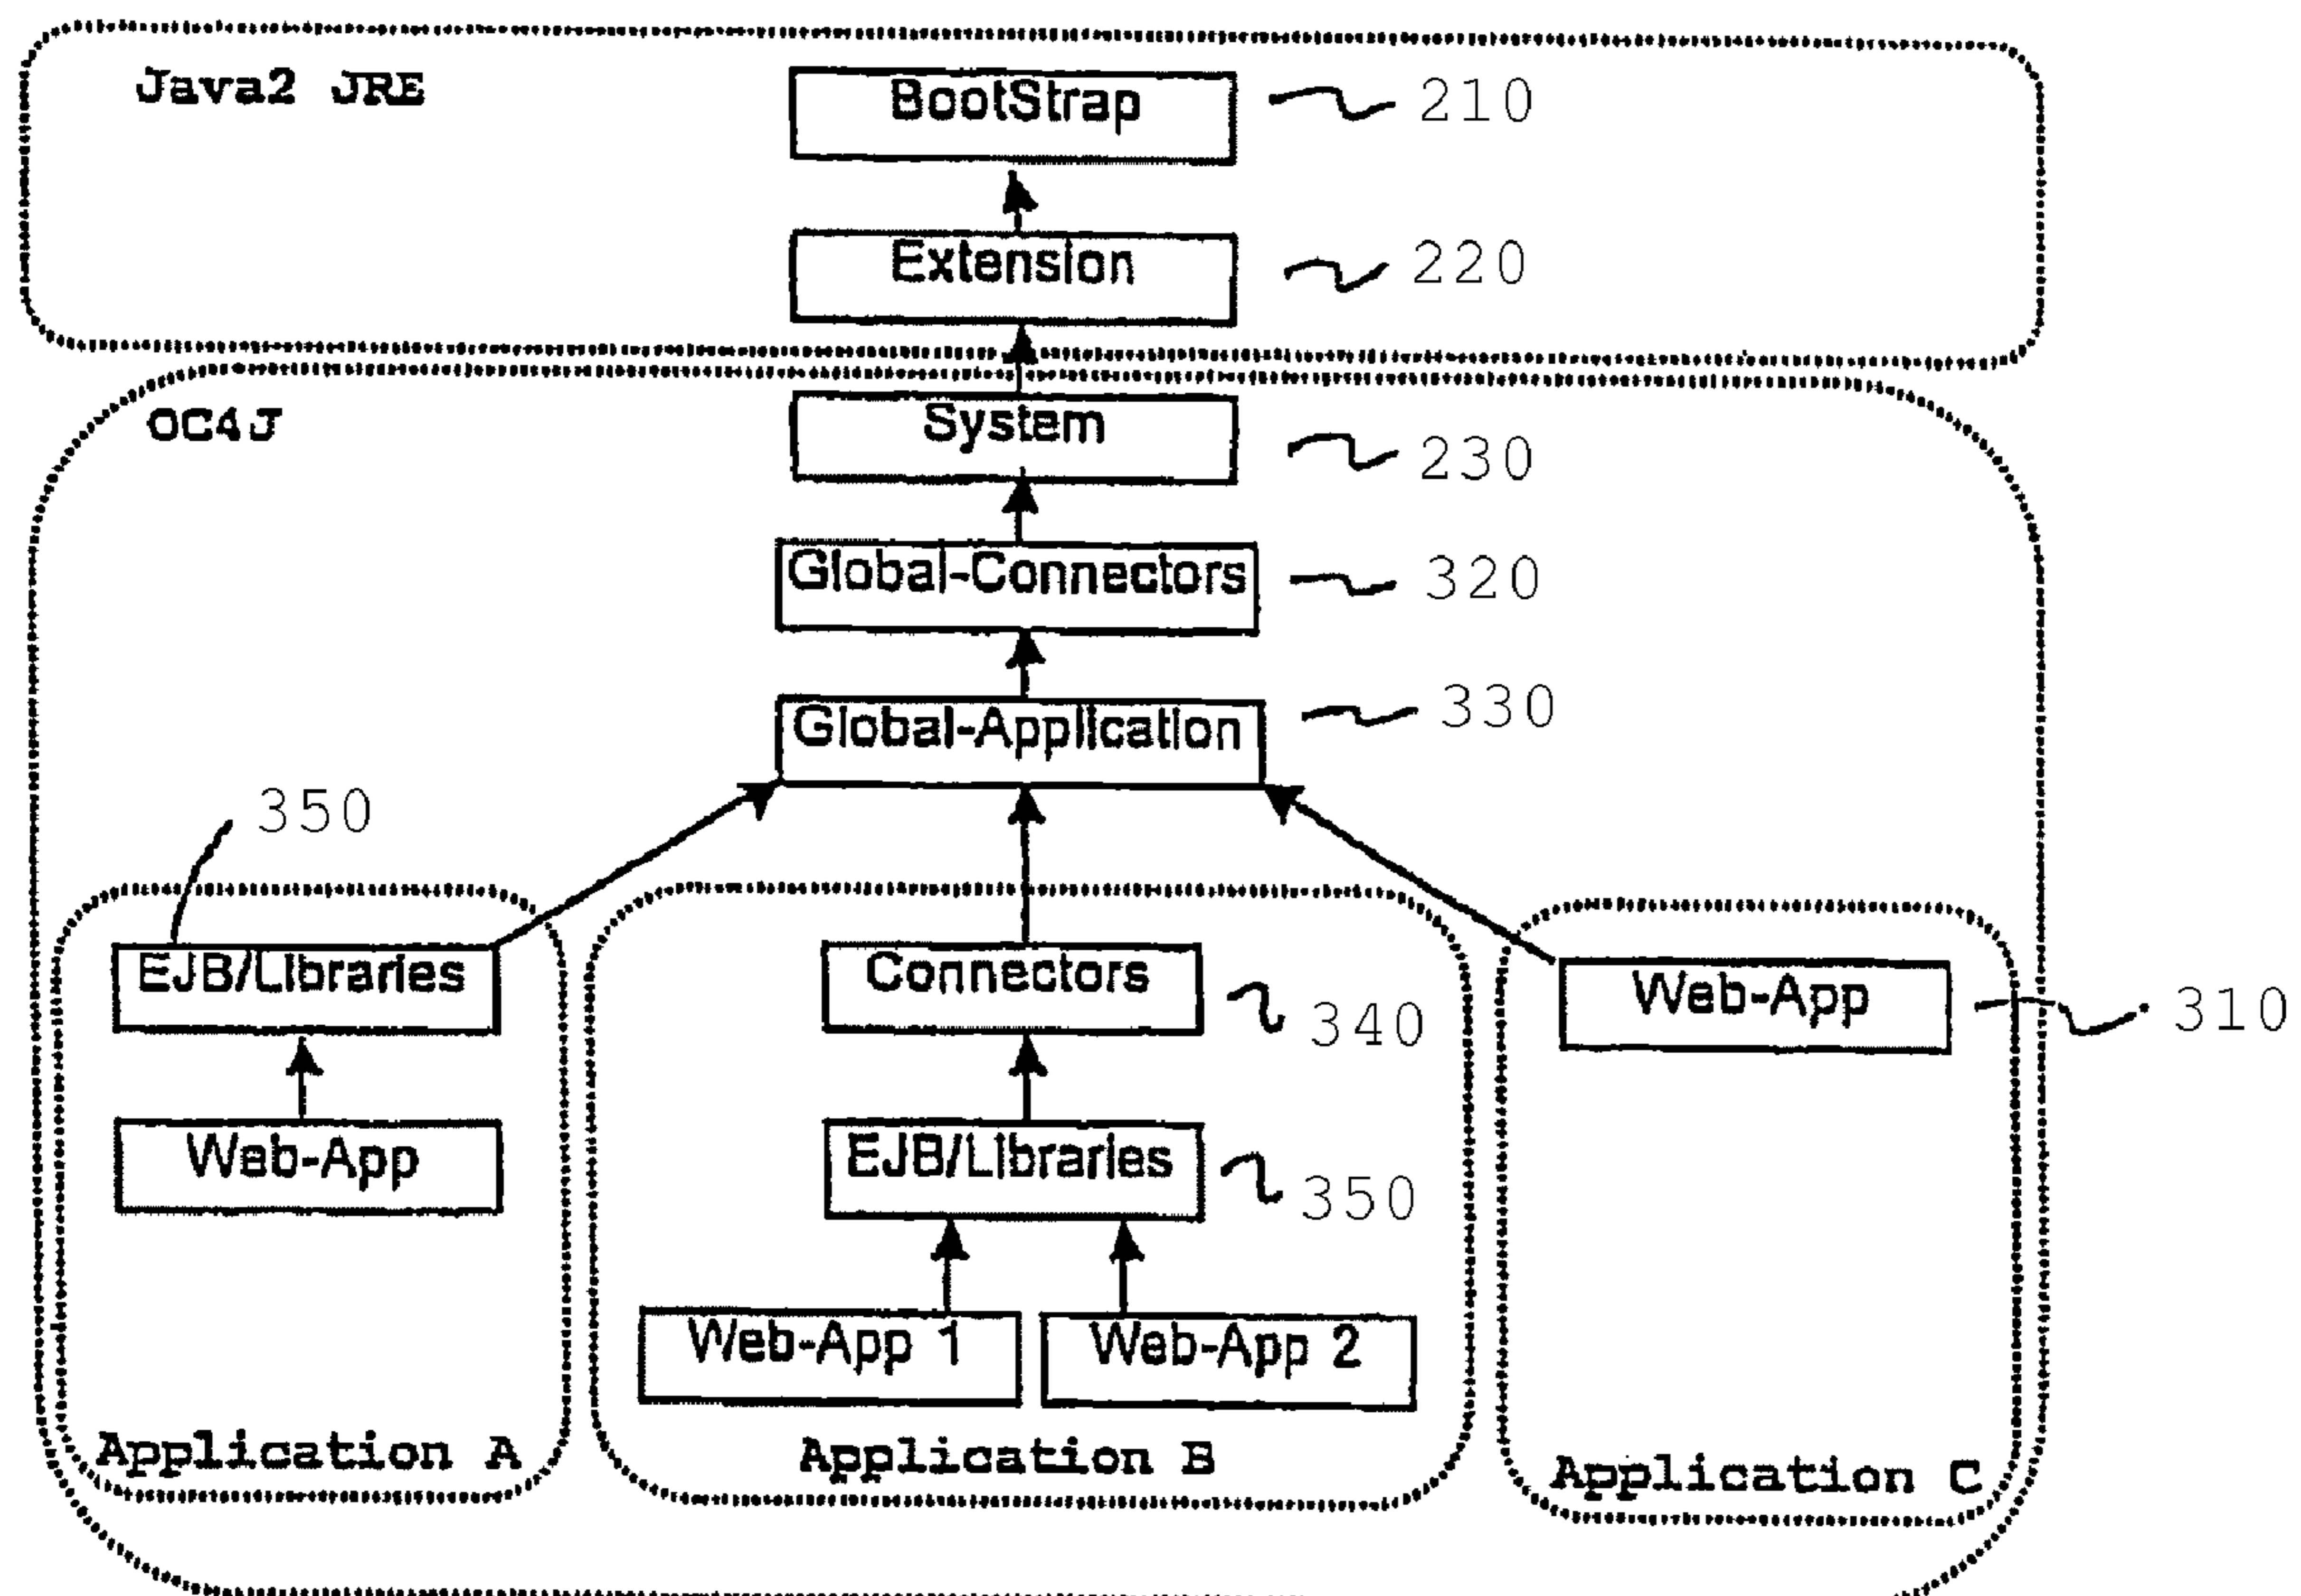 Java2 JRE
BootStrap
210
Extension
220
OC4J
System
230
Global-Connectors
320
Global-Application
330
350
EJB/Libraries
Connectors
340
Web-App
310
Web-App
EJB/Libraries
350
Web-App 1
Web-App 2
Application A
Application B
Application C